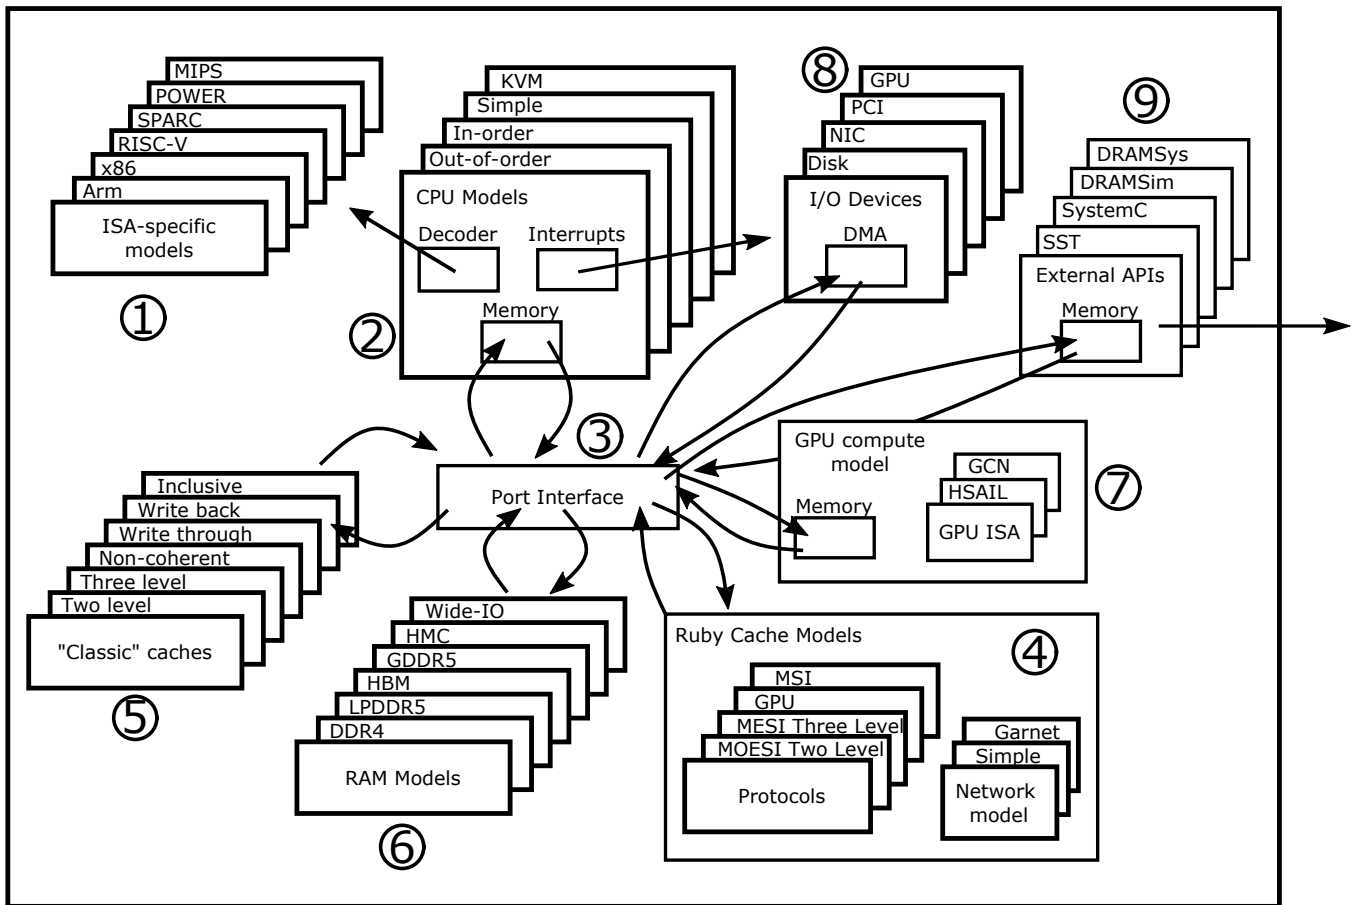 MIPS
POWER
SPARC
RISC-V
x86
Arm
ISA-specific
models
①
KVM
Simple
In-order
Out-of-order
CPU Models
Decoder
Interrupts
Memory
②
⑧
GPU
PCI
NIC
Disk
I/O Devices
DMA
⑨
DRAMSys
DRAMSim
SystemC
SST
External APIs
Memory
③
Port Interface
GPU compute
model
Memory
GCN
HSAIL
GPU ISA
⑦
Inclusive
Write back
Write through
Non-coherent
Three level
Two level
"Classic" caches
⑤
Wide-IO
HMC
GDDR5
HBM
LPDDR5
DDR4
RAM Models
⑥
Ruby Cache Models
④
MSI
GPU
MESI Three Level
MOESI Two Level
Protocols
Garnet
Simple
Network
model